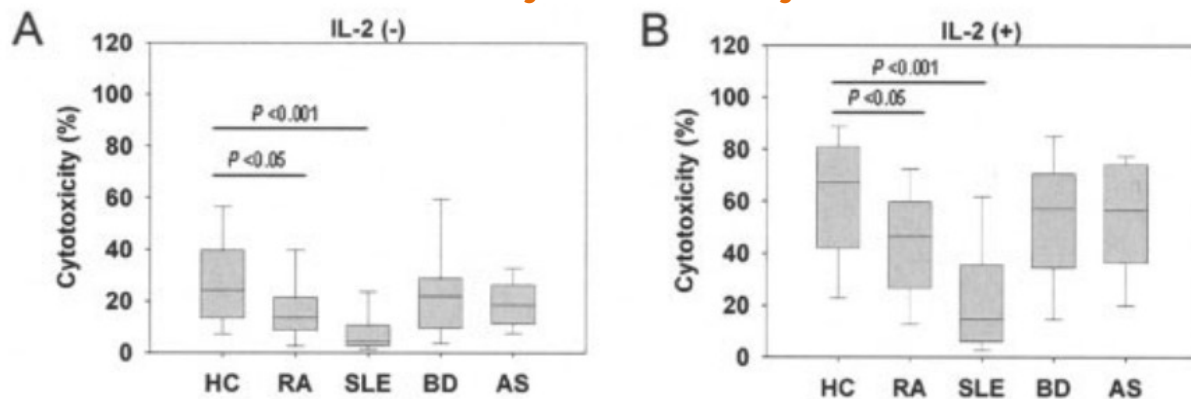 A
IL-2 (-)
Cytotoxicity (%)
120
100
80
60
40
20
0
P <0.001
P <0.05
HC RA SLE BD AS
B
IL-2 (+)
Cytotoxicity (%)
120
100
80
60
40
20
0
P <0.001
P <0.05
HC RA SLE BD AS